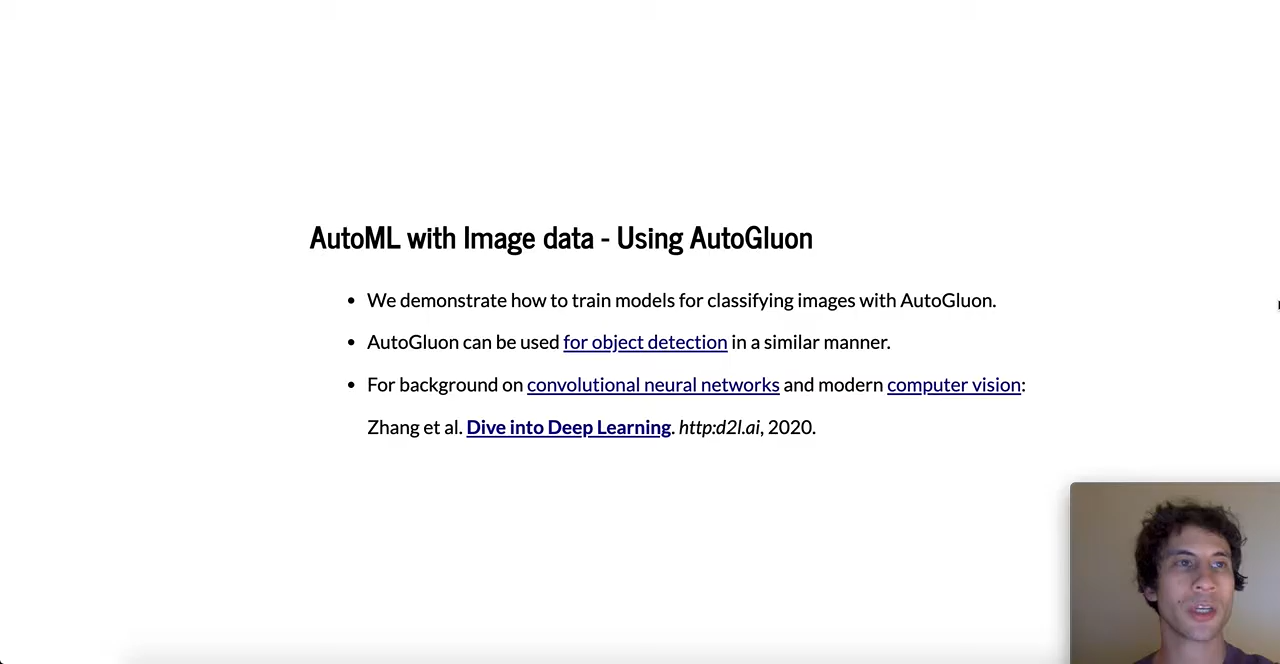 AutoML with Image data - Using AutoGluon
• We demonstrate how to train models for classifying images with AutoGluon.
• AutoGluon can be used for object detection in a similar manner.
• For background on convolutional neural networks and modern computer vision:
Zhang et al. Dive into Deep Learning. http:d2l.ai, 2020.